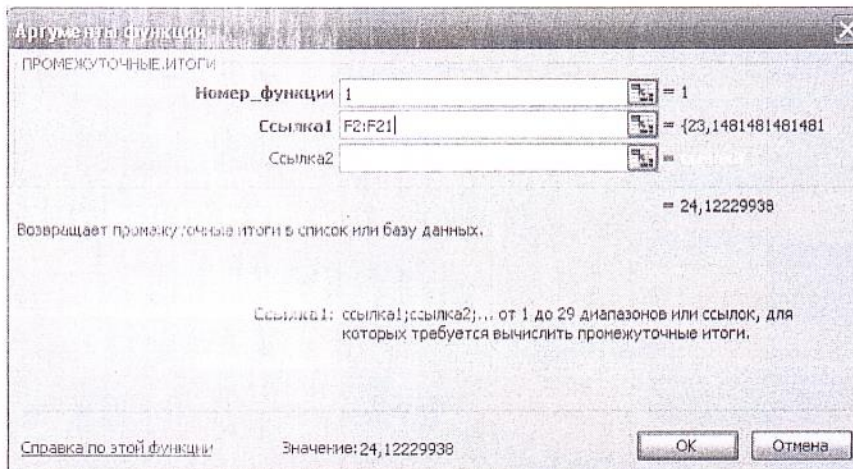 Аргументы функции
ПРОМЕЖУТОЧНЫЕ.ИТОГИ
Номер_функции 1 = 1
Ссылка1 F2:F21 = {23,1481481481481
Ссылка2 =
= 24,12229938
Возвращает промежуточные итоги в список или базу данных.
Ссылка1: ссылка1;ссылка2;... от 1 до 29 диапазонов или ссылок, для
которых требуется вычислить промежуточные итоги.
Справка по этой функции Значение:24,12229938 ОК Отмена